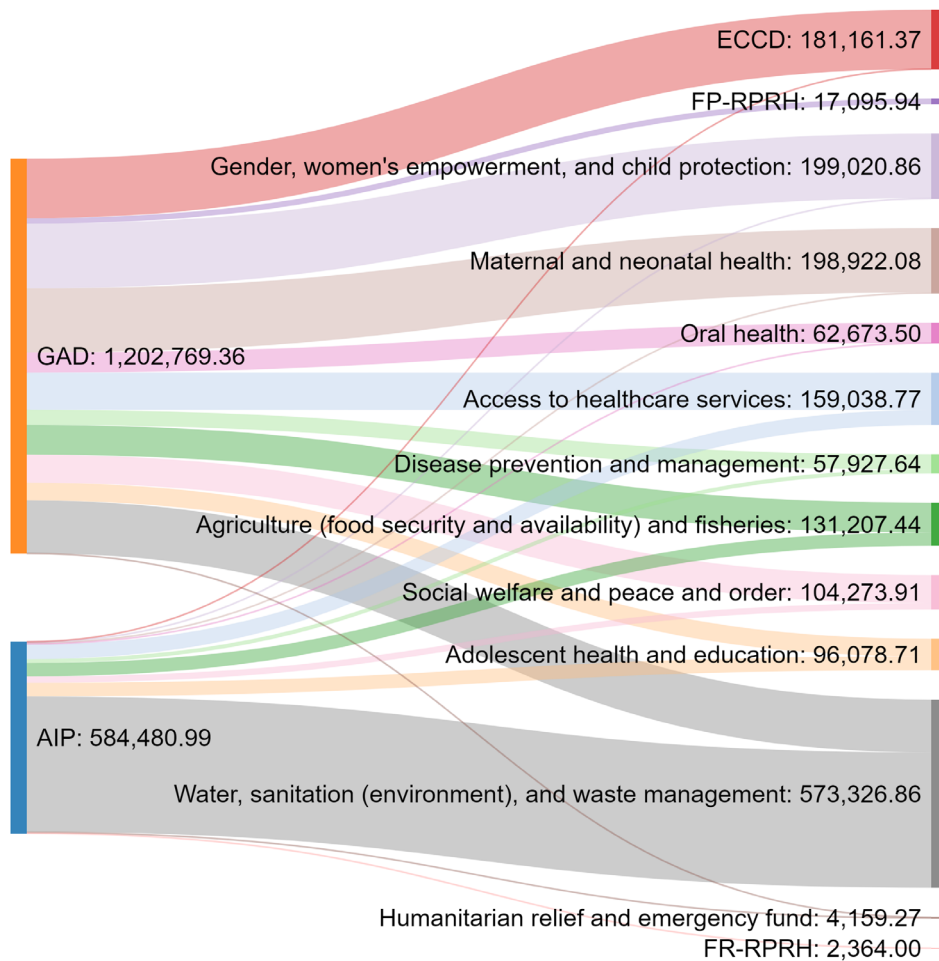 ECCD: 181,161.37
FP-RPRH: 17,095.94
Gender, women's empowerment, and child protection: 199,020.86
Maternal and neonatal health: 198,922.08
Oral health: 62,673.50
GAD: 1,202,769.36
Access to healthcare services: 159,038.77
Disease prevention and management: 57,927.64
Agriculture (food security and availability) and fisheries: 131,207.44
Social welfare and peace and order: 104,273.91
Adolescent health and education: 96,078.71
AIP: 584,480.99
Water, sanitation (environment), and waste management: 573,326.86
Humanitarian relief and emergency fund: 4,159.27
FR-RPRH: 2,364.00